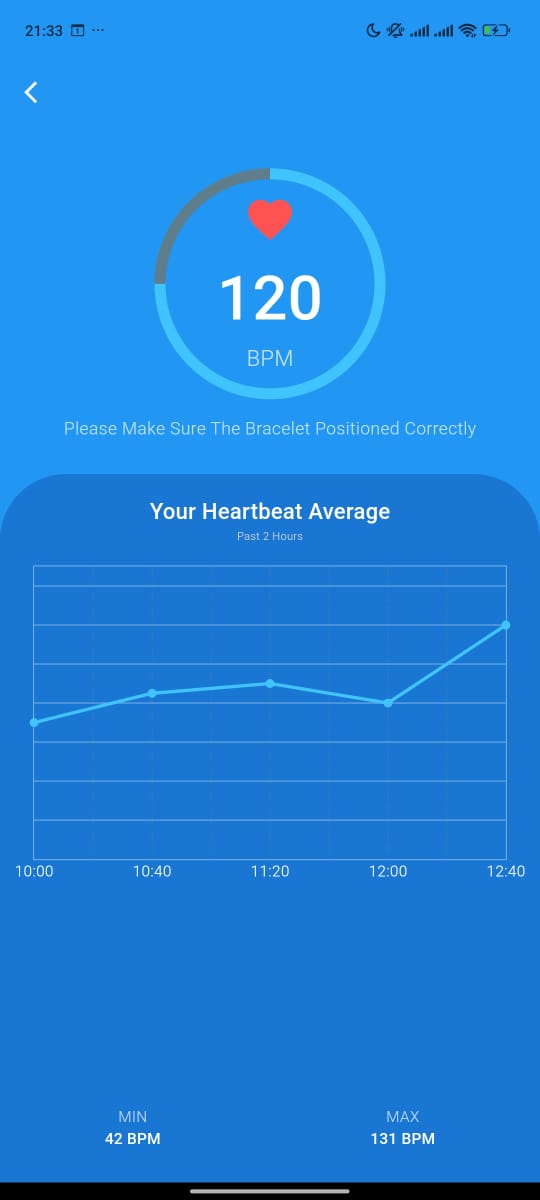 21:33 1 ...
120
BPM
Please Make Sure The Bracelet Positioned Correctly
Your Heartbeat Average
Past 2 Hours
10:00 10:40 11:20 12:00 12:40
MIN MAX
42 BPM 131 BPM